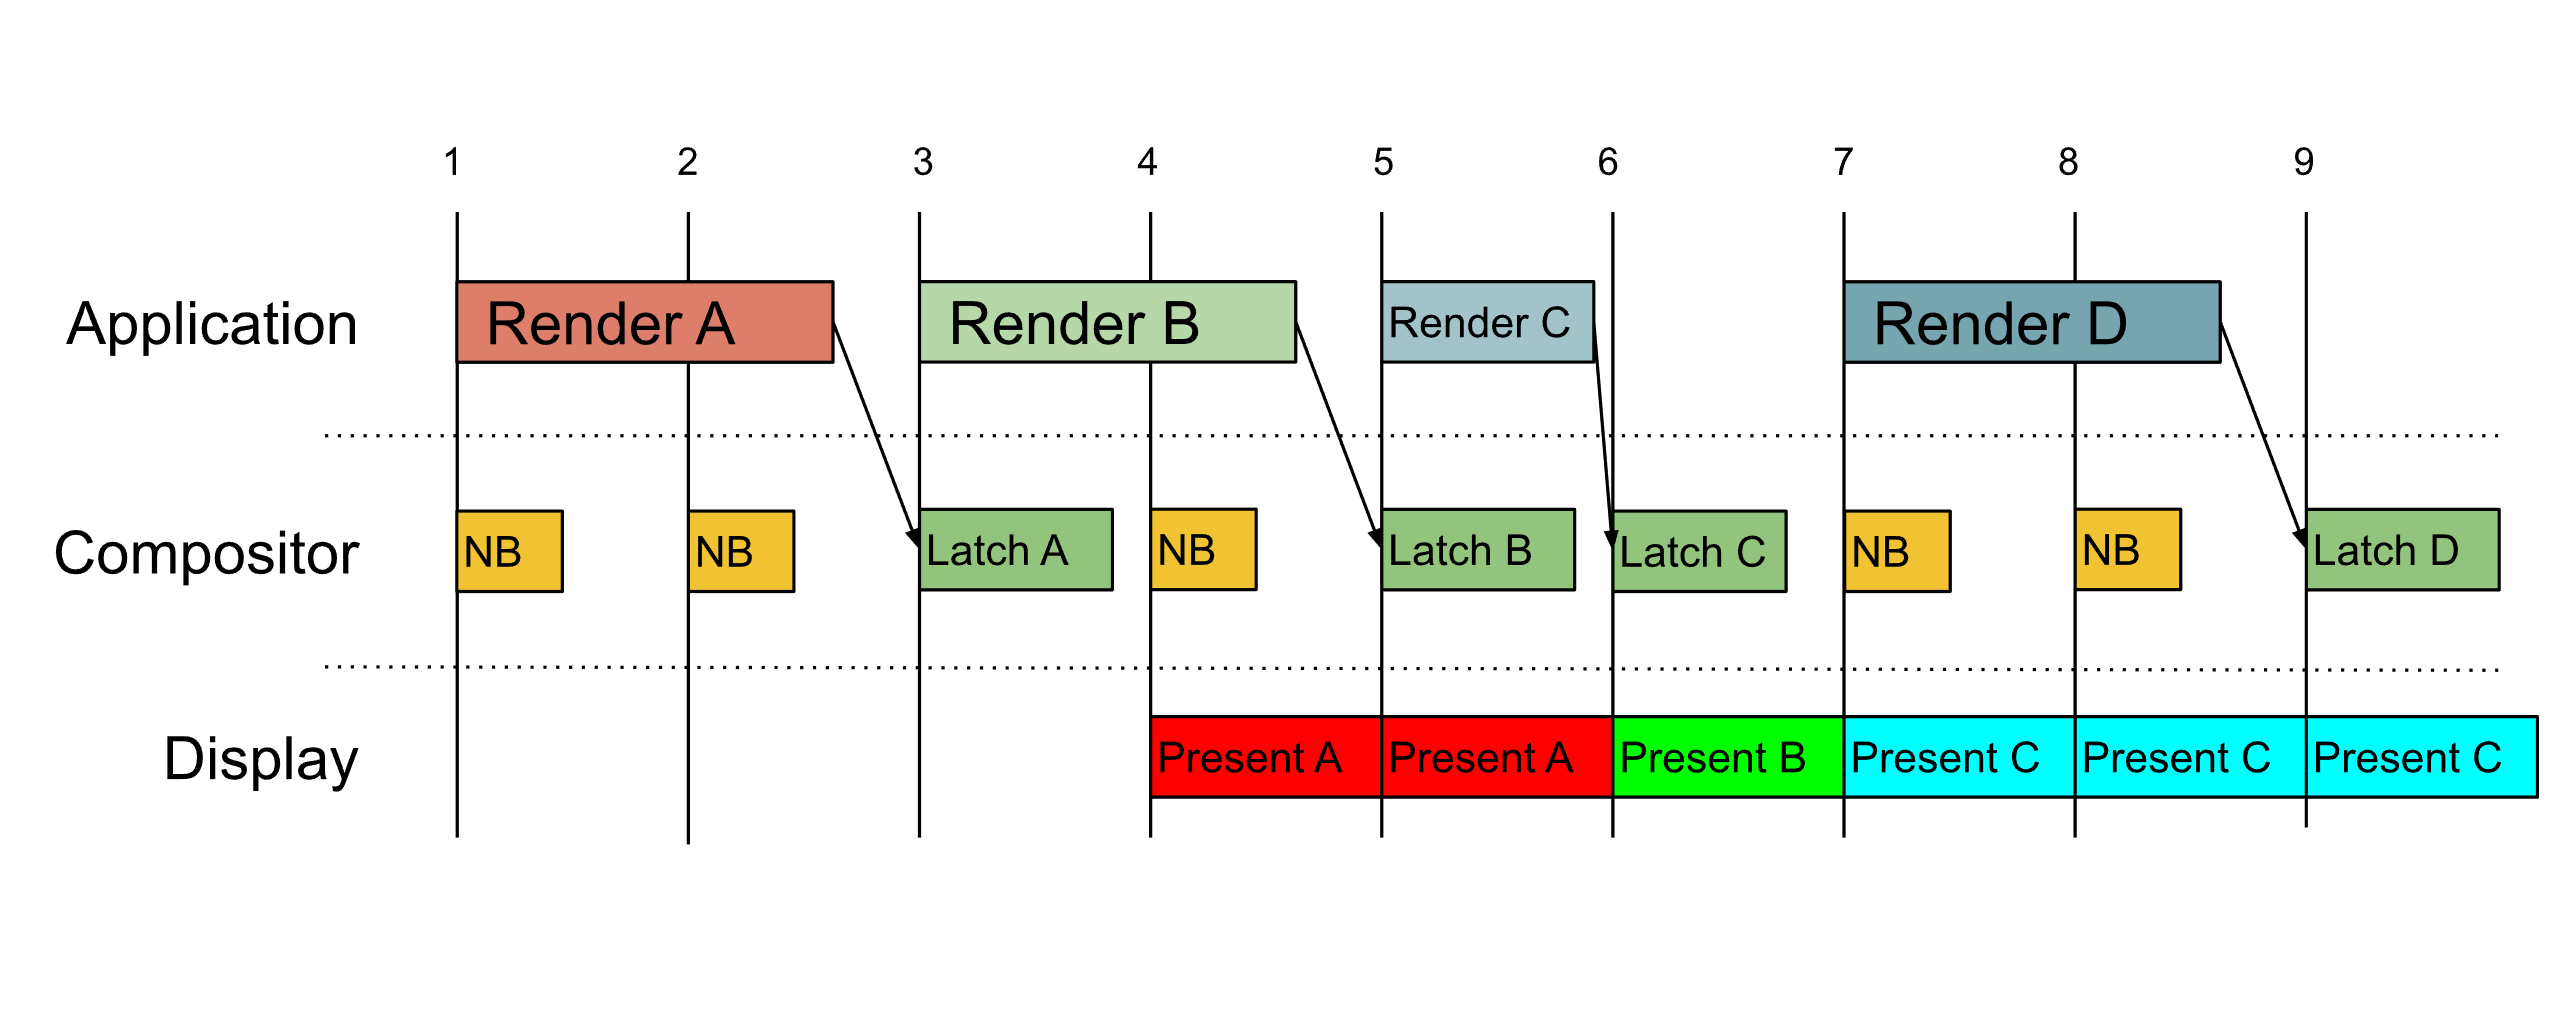 1 2 3 4 5 6 7 8 9
Application Render A Render B Render C Render D
Compositor NB NB Latch A NB Latch B Latch C NB NB Latch D
Display Present A Present A Present B Present C Present C Present C